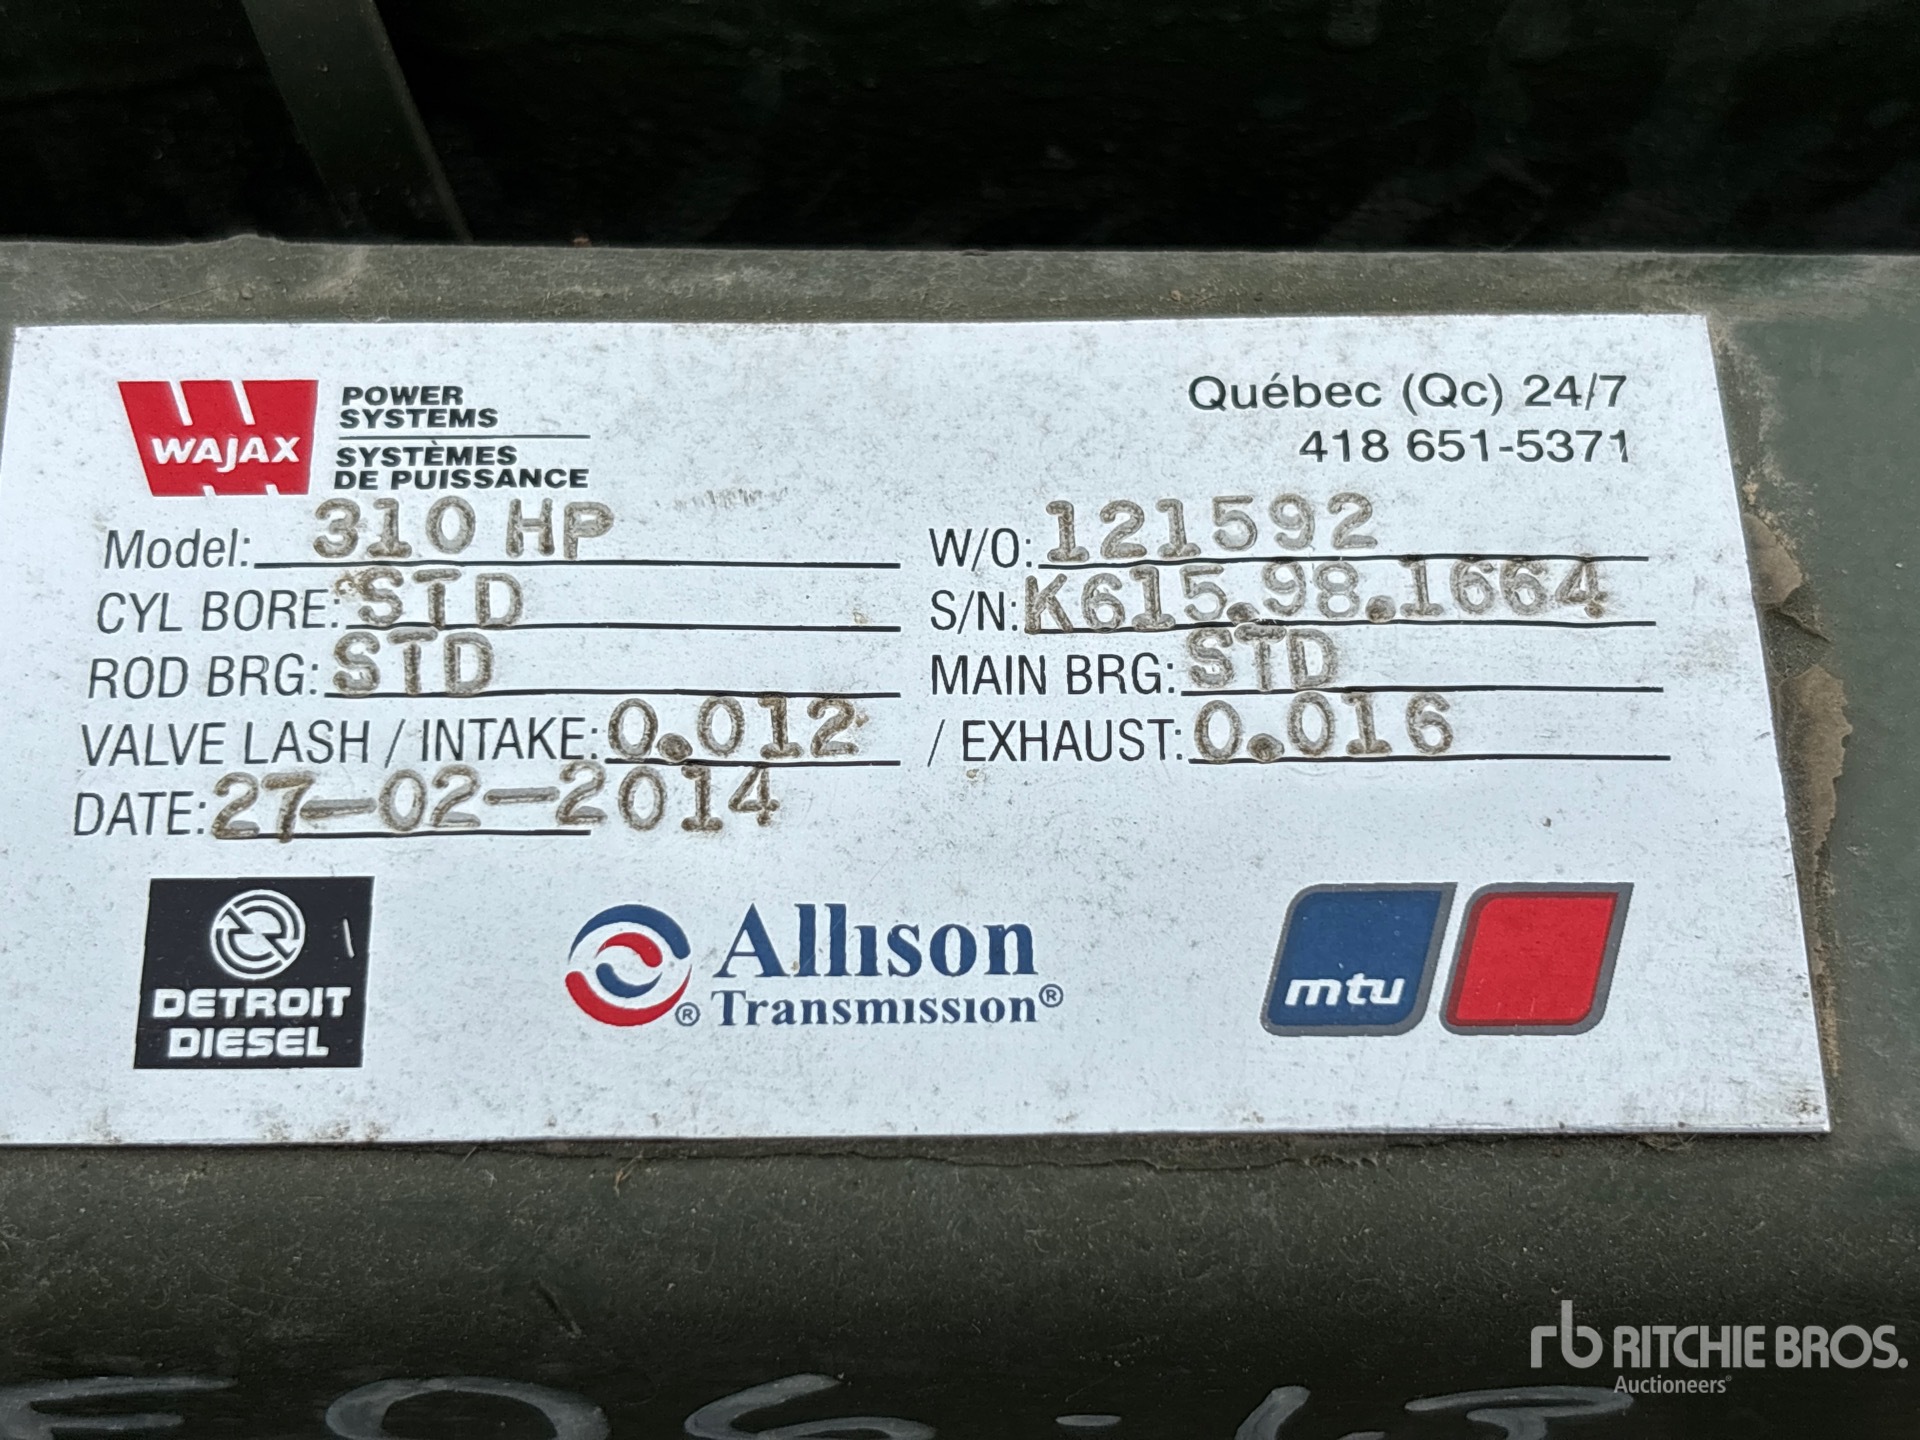 WAJAX
POWER
SYSTEMS
SYSTÈMES
DE PUISSANCE
Québec (Qc) 24/7
418 651-5371
Model: 310 HP
W/O: 121592
CYL BORE: STD
S/N: K615.98.1664
ROD BRG: STD
MAIN BRG: STD
VALVE LASH / INTAKE: 0.012 / EXHAUST: 0.016
DATE: 27-02-2014
DETROIT
DIESEL
® Allison
Transmission®
mtu
rb RITCHIE BROS.
Auctioneers